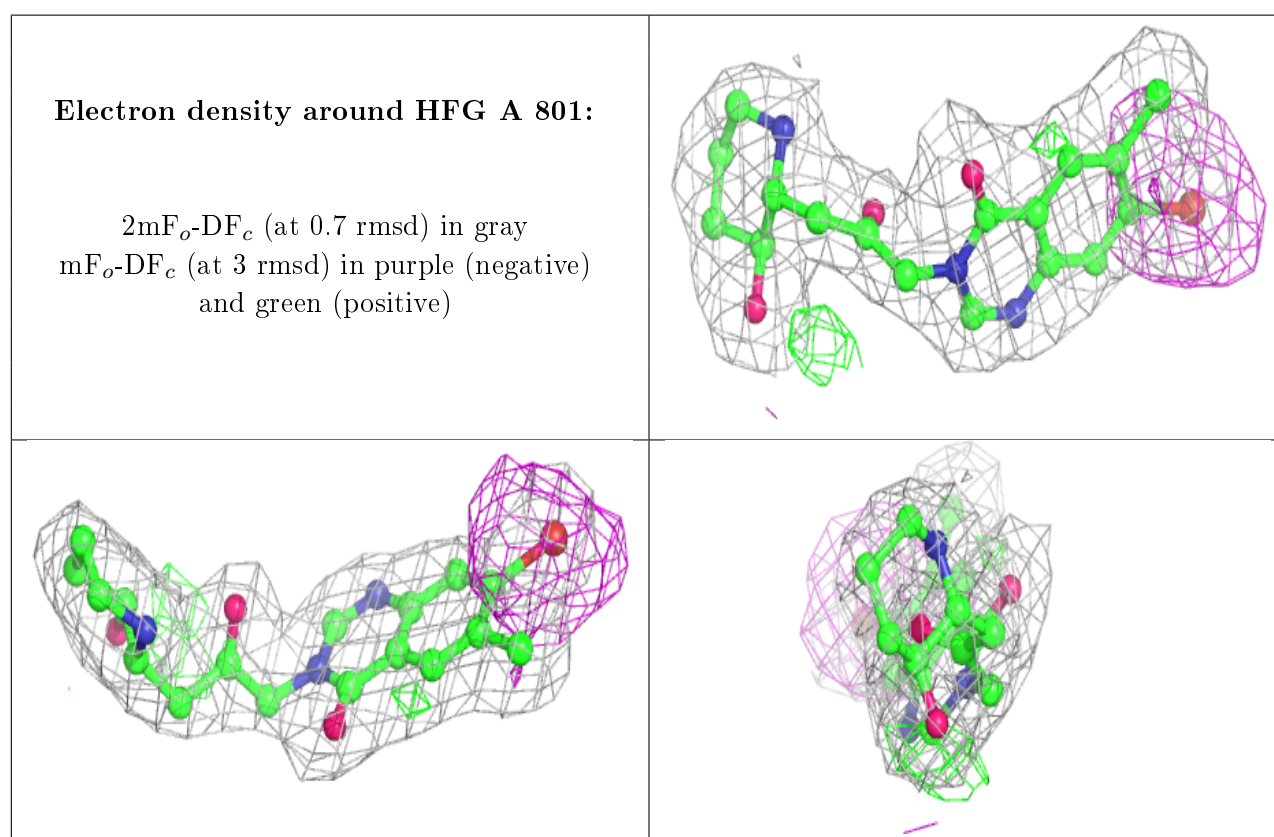 Electron density around HFG A 801:
2mFₒ-DF𝒸 (at 0.7 rmsd) in gray
mFₒ-DF𝒸 (at 3 rmsd) in purple (negative)
and green (positive)